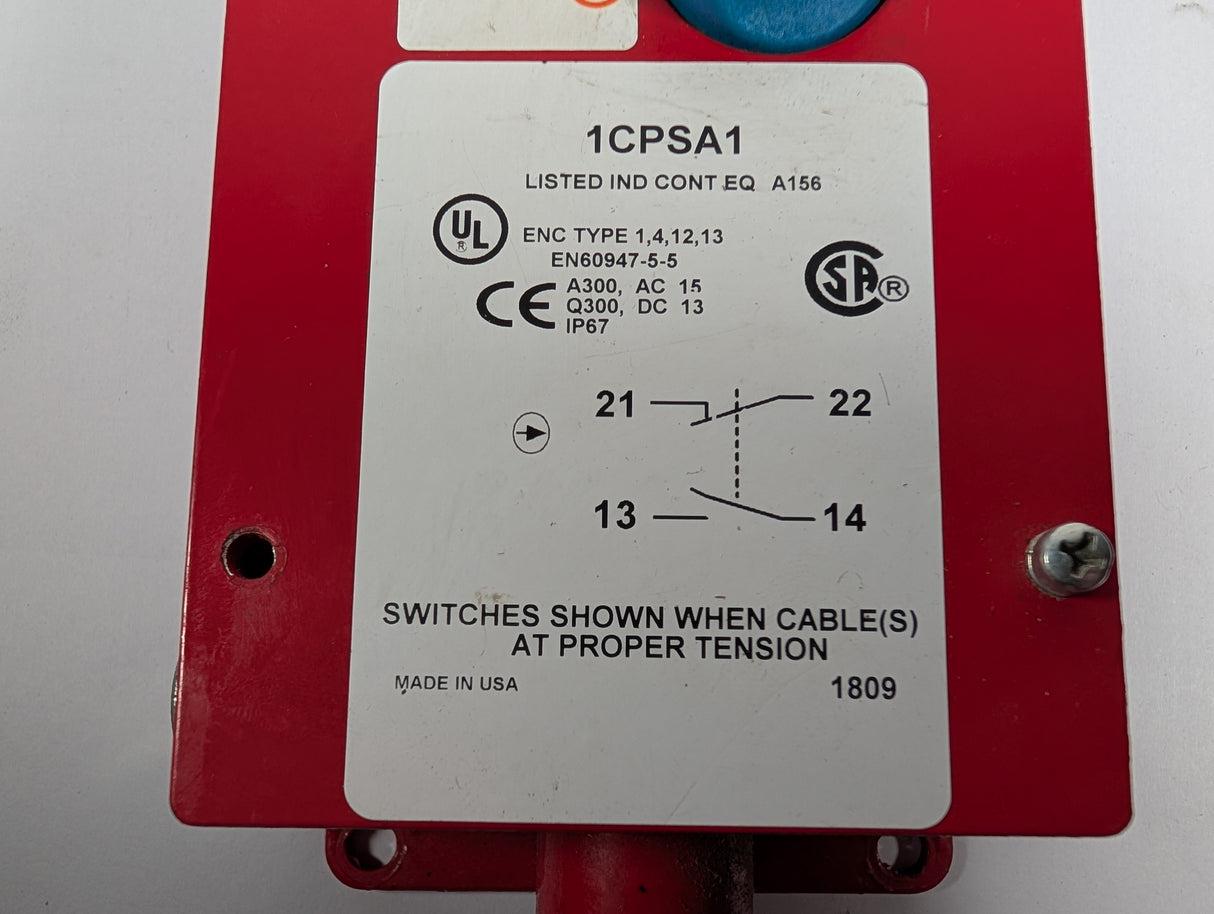 1CPSA1
LISTED IND CONT EQ A156
UL ®
ENC TYPE 1,4,12,13
EN60947-5-5
CE
A300, AC 15
Q300, DC 13
IP67
SA ®
21 22
13 14
SWITCHES SHOWN WHEN CABLE(S)
AT PROPER TENSION
MADE IN USA 1809